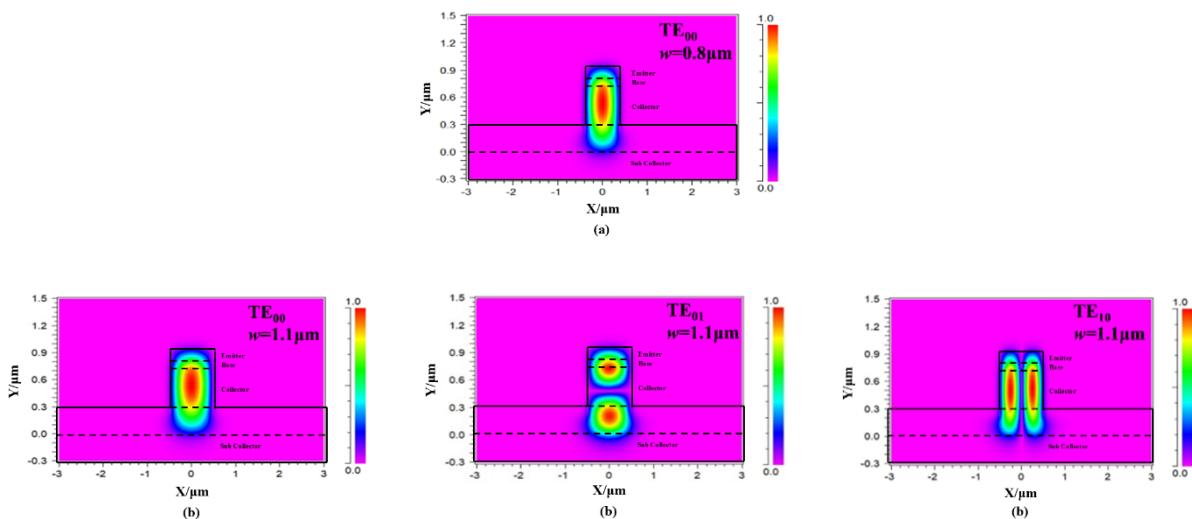 TE00
w=0.8μm
1.0
0.0
1.5
1.2
0.9
0.6
0.3
0.0
-0.3
Y/μm
Emitter
Base
Collector
Sub Collector
-3 -2 -1 0 1 2 3
X/μm
(a)
TE00
w=1.1μm
1.0
0.0
1.5
1.2
0.9
0.6
0.3
0.0
-0.3
Y/μm
Emitter
Base
Collector
Sub Collector
-3 -2 -1 0 1 2 3
X/μm
(b)
TE01
w=1.1μm
1.0
0.0
1.5
1.2
0.9
0.6
0.3
0.0
-0.3
Y/μm
Emitter
Base
Collector
Sub Collector
-3 -2 -1 0 1 2 3
X/μm
(b)
TE10
w=1.1μm
1.0
0.0
1.5
1.2
0.9
0.6
0.3
0.0
-0.3
Y/μm
Emitter
Base
Collector
Sub Collector
-3 -2 -1 0 1 2 3
X/μm
(b)